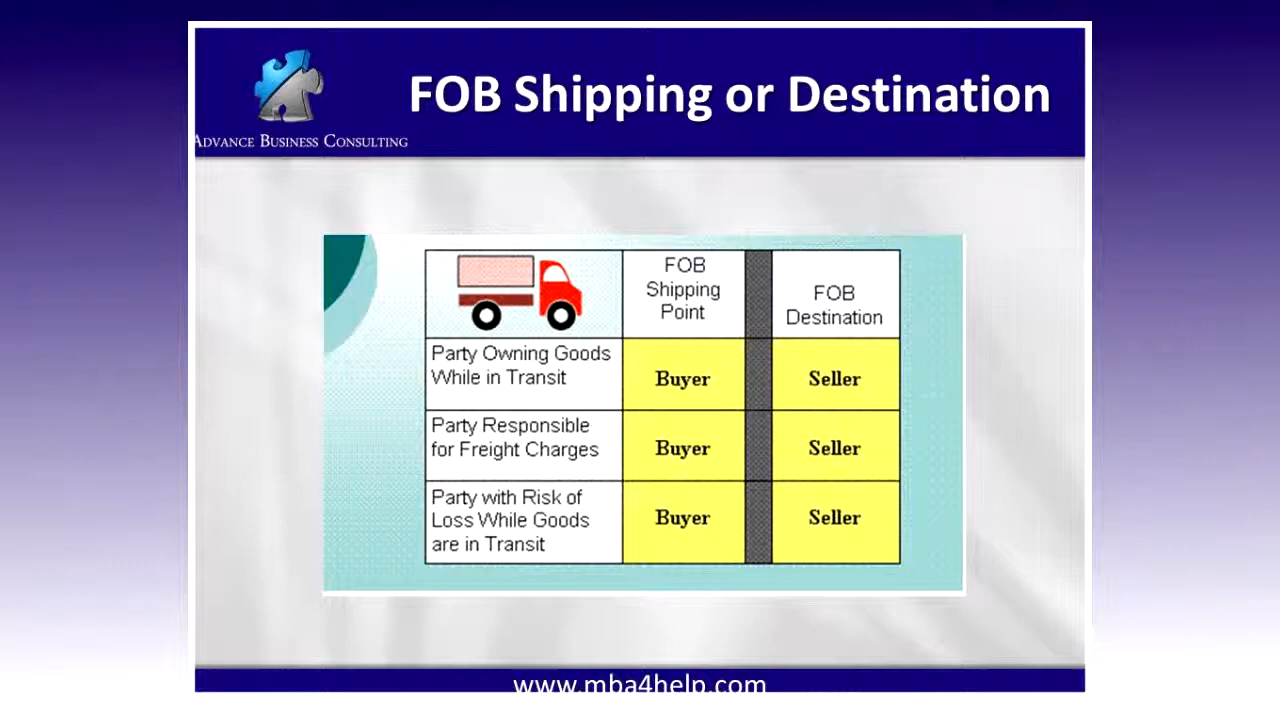 FOB Shipping or Destination
ADVANCE BUSINESS CONSULTING
FOB
Shipping
Point
FOB
Destination
Party Owning Goods
While in Transit
Buyer
Seller
Party Responsible
for Freight Charges
Buyer
Seller
Party with Risk of
Loss While Goods
are in Transit
Buyer
Seller
www.mba4help.com